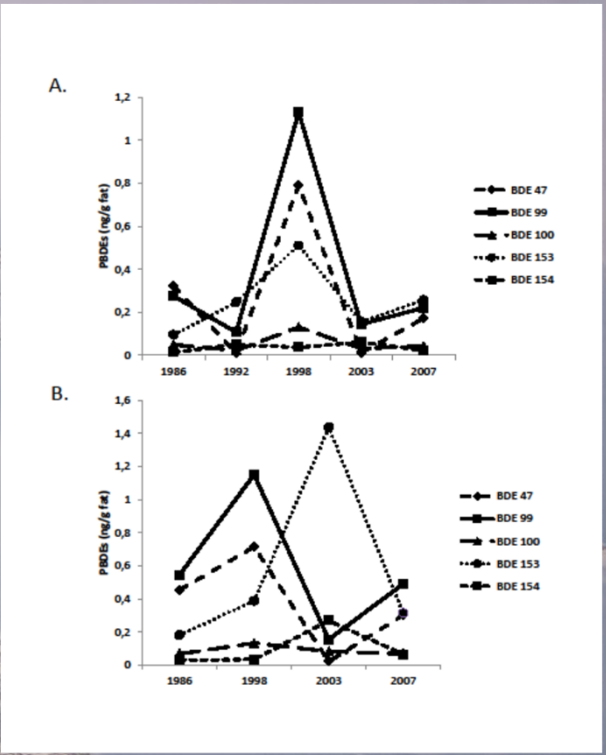 A.
1,2
1
0,8
0,6
0,4
0,2
0
PBDEs (ng/g fat)
1986 1992 1998 2003 2007
BDE 47
BDE 99
BDE 100
BDE 153
BDE 154
B.
1,6
1,4
1,2
1
0,8
0,6
0,4
0,2
0
PBDEs (ng/g fat)
1986 1998 2003 2007
BDE 47
BDE 99
BDE 100
BDE 153
BDE 154